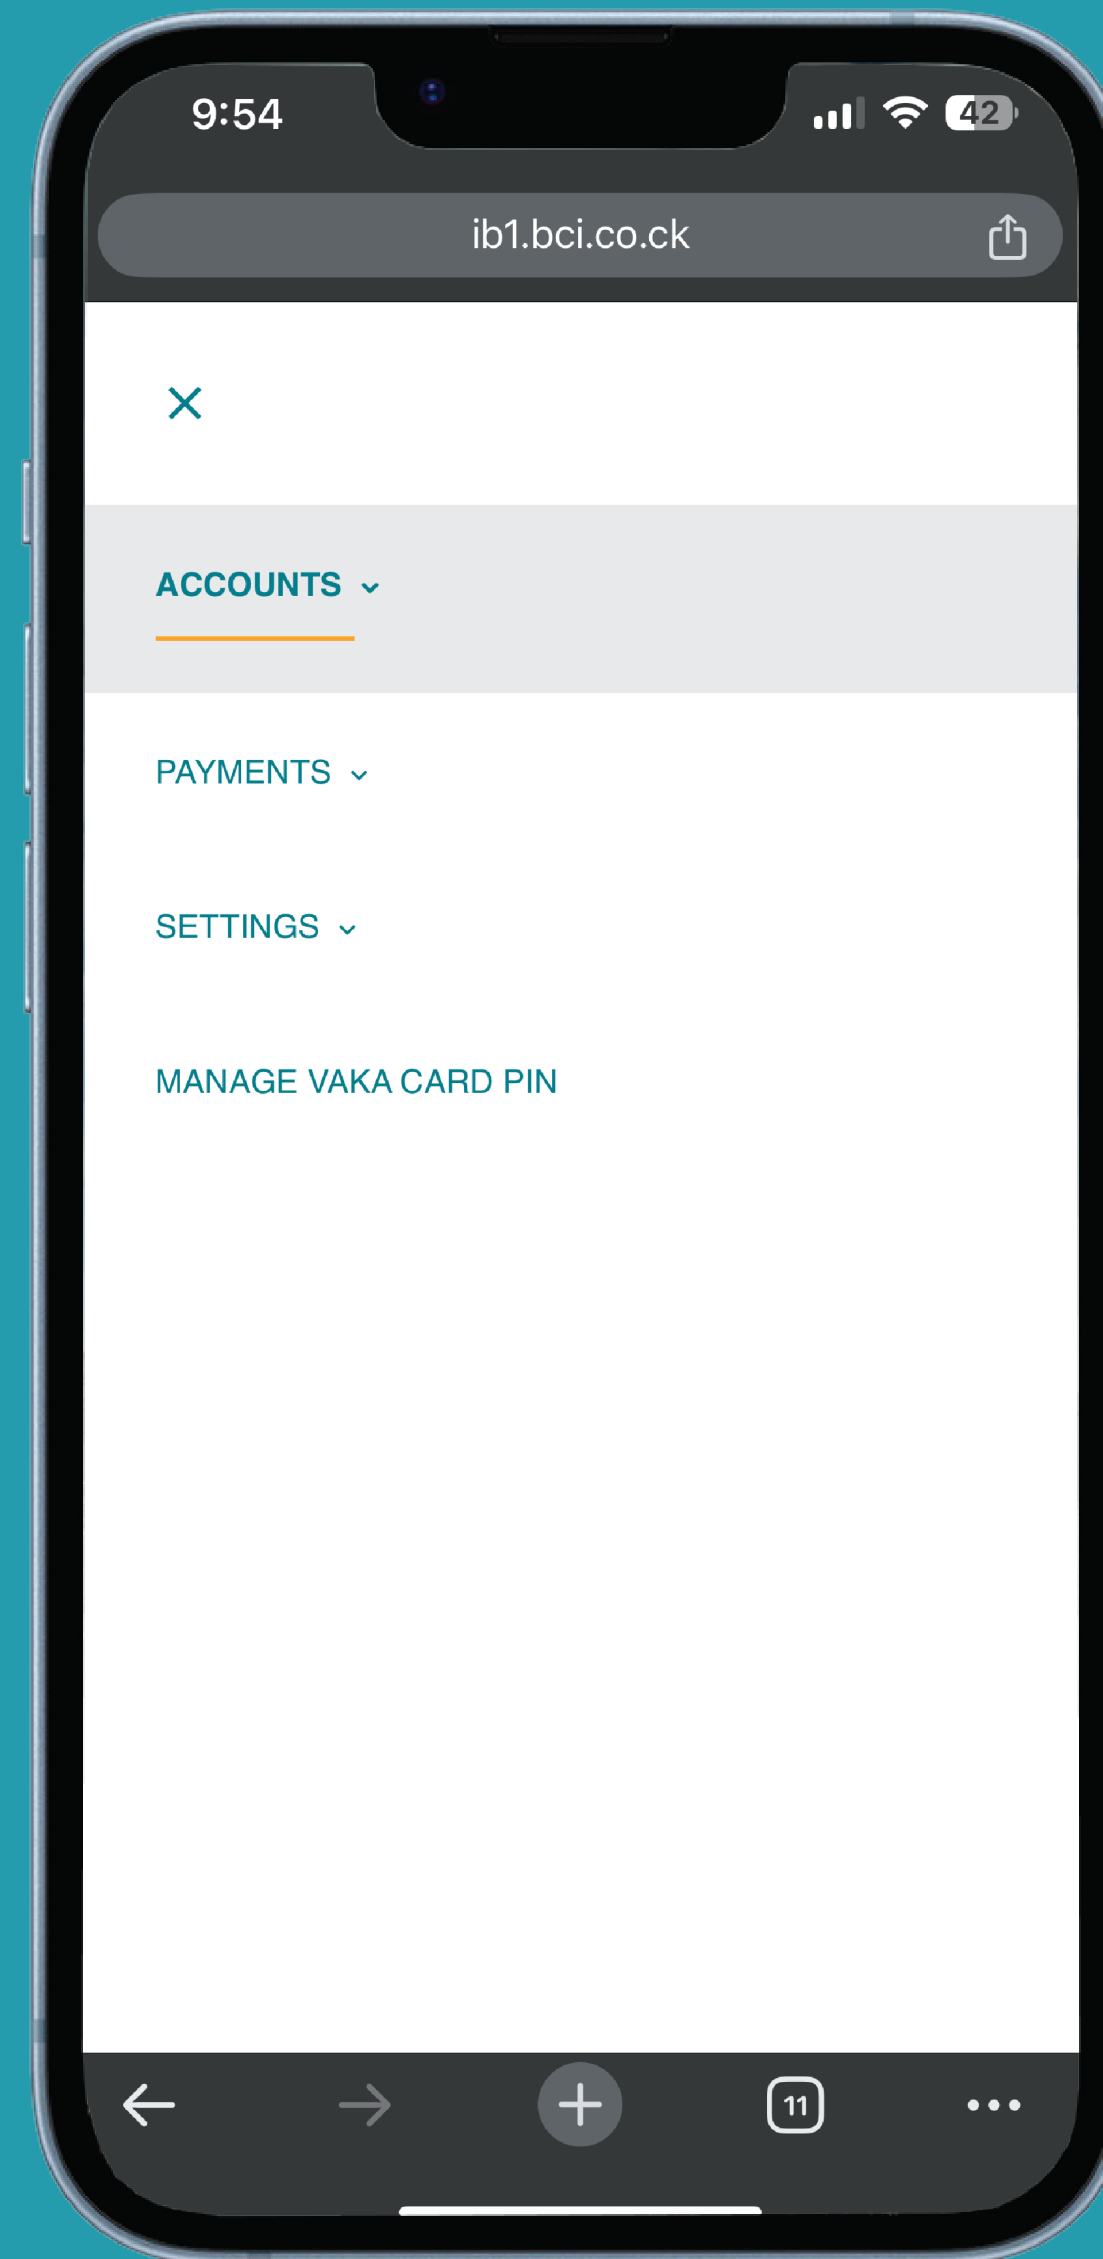 9:54
42
ib1.bci.co.ck
ACCOUNTS
PAYMENTS
SETTINGS
MANAGE VAKA CARD PIN
11